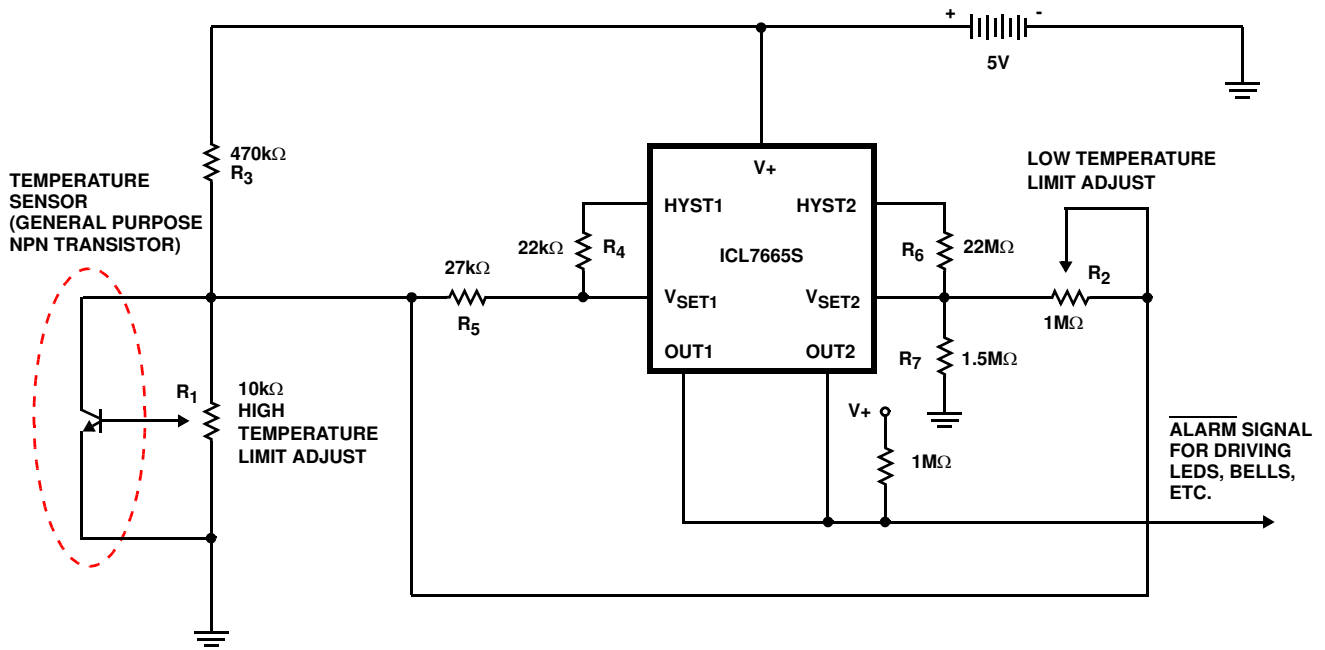 + -
5V
470kΩ
R3
TEMPERATURE
SENSOR
(GENERAL PURPOSE
NPN TRANSISTOR)
V+
HYST1 HYST2
ICL7665S
VSET1 VSET2
OUT1 OUT2
22kΩ R4
27kΩ
R5
R6 22MΩ
LOW TEMPERATURE
LIMIT ADJUST
R2
1MΩ
R7 1.5MΩ
R1
10kΩ
HIGH
TEMPERATURE
LIMIT ADJUST
V+
1MΩ
ALARM SIGNAL
FOR DRIVING
LEDS, BELLS,
ETC.